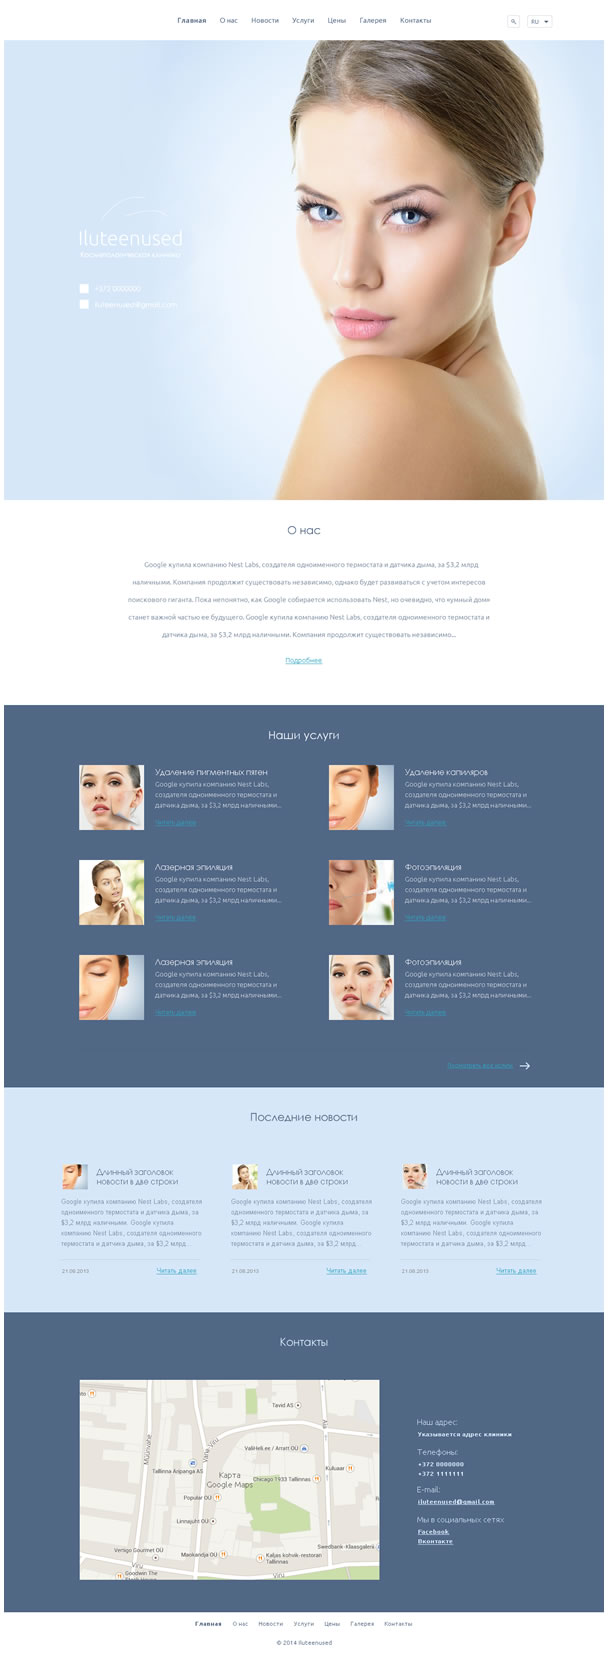 Главная О нас Новости Услуги Цены Галерея Контакты
RU
Iluteenused
Косметологическая клиника
+372 0000000
iluteenused@gmail.com
О нас
Google купила компанию Nest Labs, создателя одноименного термостата и датчика дыма, за $3,2 млрд
наличными. Компания продолжит существовать независимо, однако будет развиваться с учетом интересов
поискового гиганта. Пока непонятно, как Google собирается использовать Nest, но очевидно, что «умный дом»
станет важной частью ее будущего. Google купила компанию Nest Labs, создателя одноименного термостата и
датчика дыма, за $3,2 млрд наличными. Компания продолжит существовать независимо...
Подробнее
Наши услуги
Удаление пигментных пятен
Google купила компанию Nest Labs,
создателя одноименного термостата и
датчика дыма, за $3,2 млрд наличными...
Читать далее
Удаление капиляров
Google купила компанию Nest Labs,
создателя одноименного термостата и
датчика дыма, за $3,2 млрд наличными...
Читать далее
Лазерная эпиляция
Google купила компанию Nest Labs,
создателя одноименного термостата и
датчика дыма, за $3,2 млрд наличными...
Читать далее
Фотоэпиляция
Google купила компанию Nest Labs,
создателя одноименного термостата и
датчика дыма, за $3,2 млрд наличными...
Читать далее
Лазерная эпиляция
Google купила компанию Nest Labs,
создателя одноименного термостата и
датчика дыма, за $3,2 млрд наличными...
Читать далее
Фотоэпиляция
Google купила компанию Nest Labs,
создателя одноименного термостата и
датчика дыма, за $3,2 млрд наличными...
Читать далее
Посмотреть все услуги
Последние новости
Длинный заголовок
новости в две строки
Google купила компанию Nest Labs, создателя
одноименного термостата и датчика дыма, за
$3,2 млрд наличными. Google купила
компанию Nest Labs, создателя одноименного
термостата и датчика дыма, за $3,2 млрд...
21.09.2013 Читать далее
Длинный заголовок
новости в две строки
Google купила компанию Nest Labs, создателя
одноименного термостата и датчика дыма, за
$3,2 млрд наличными. Google купила
компанию Nest Labs, создателя одноименного
термостата и датчика дыма, за $3,2 млрд...
21.09.2013 Читать далее
Длинный заголовок
новости в две строки
Google купила компанию Nest Labs, создателя
одноименного термостата и датчика дыма, за
$3,2 млрд наличными. Google купила
компанию Nest Labs, создателя одноименного
термостата и датчика дыма, за $3,2 млрд...
21.09.2013 Читать далее
Контакты
Tavid AS
Müürivahe
Vana-Viru
Aia
ValiHeli.ee / Arratt OÜ
Tallinna Äripanga AS
Kuluaar
Карта
Google Maps
Chicago 1933 Tallinnas
Popular OÜ
Linnajuht OÜ
Vertigo Gourmet OÜ
Maokandja OÜ
Kaljas kohvik-restoran
Tallinnas
Viru
Goodwin The
Viru
Наш адрес:
Указывается адрес клиники
Телефоны:
+372 0000000
+372 1111111
E-mail:
iluteenused@gmail.com
Мы в социальных сетях
Facebook
Вконтакте
Главная О нас Новости Услуги Цены Галерея Контакты
© 2014 Iluteenused